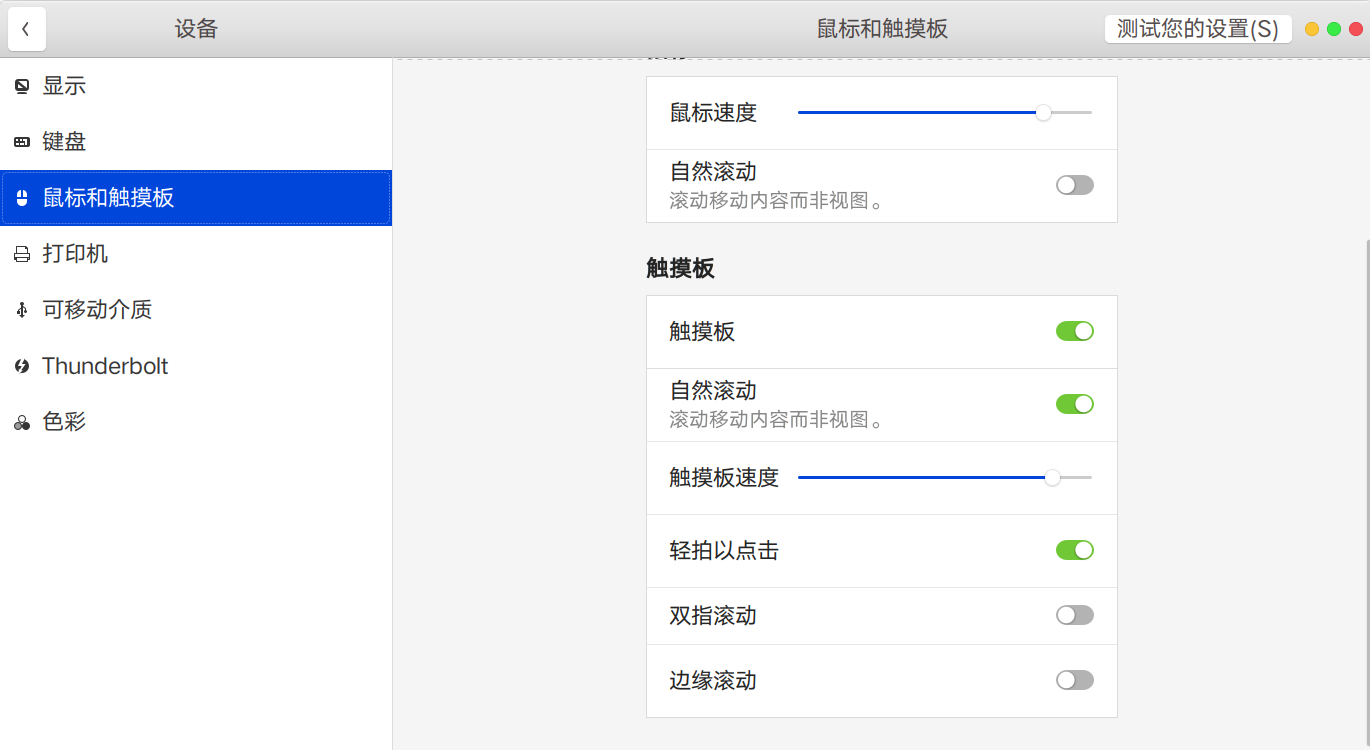 设备
鼠标和触摸板
测试您的设置(S)
显示
键盘
鼠标和触摸板
打印机
可移动介质
Thunderbolt
色彩
鼠标速度
自然滚动
滚动移动内容而非视图。
触摸板
触摸板
自然滚动
滚动移动内容而非视图。
触摸板速度
轻拍以点击
双指滚动
边缘滚动